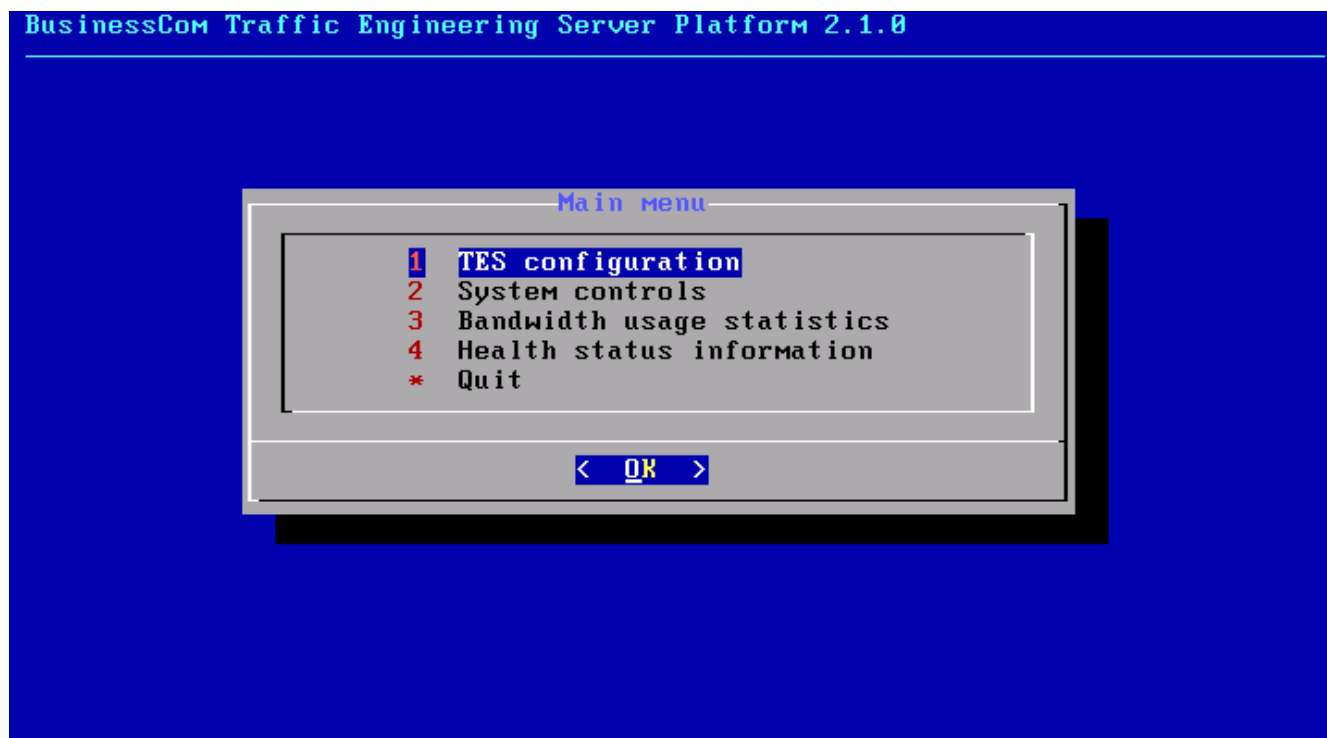 BusinessCom Traffic Engineering Server Platform 2.1.0
Main menu
1 TES configuration
2 System controls
3 Bandwidth usage statistics
4 Health status information
* Quit
< OK >